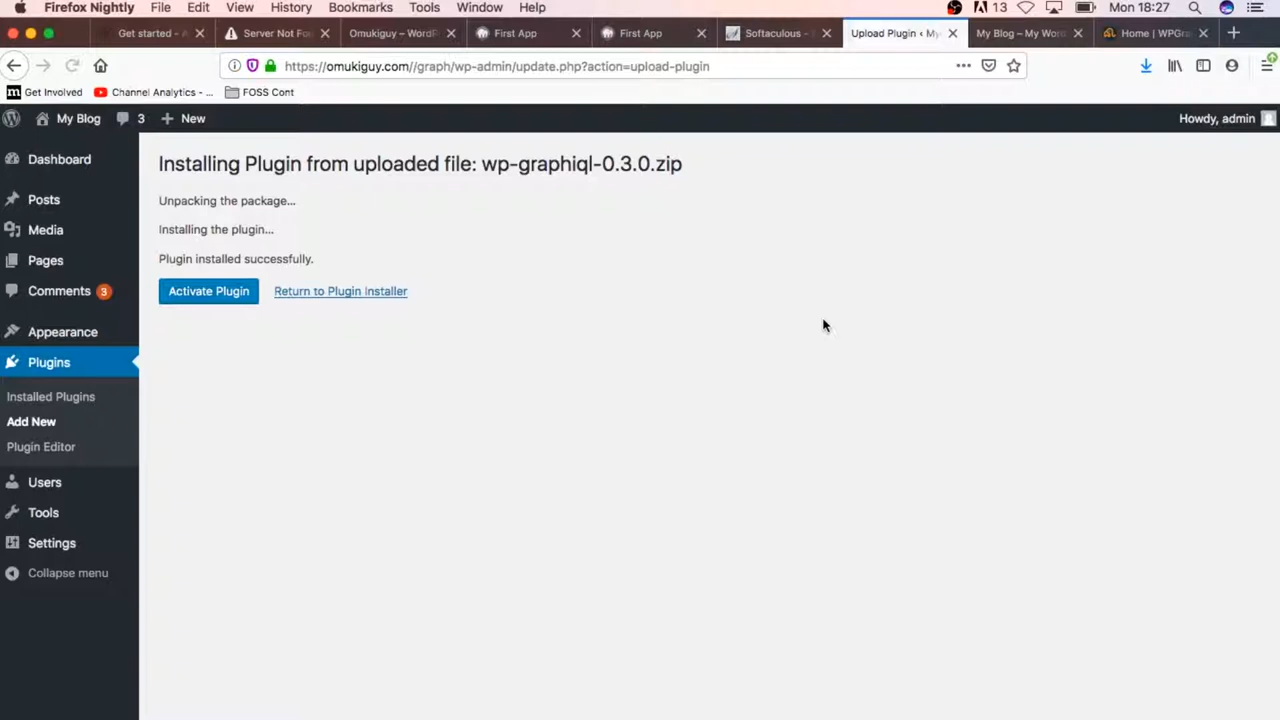 Firefox Nightly File Edit View History Bookmarks Tools Window Help 13 Mon 18:27
Get started - Server Not Fo Omukiguy – WordPr First App First App Softaculous - Upload Plugin ‹ My My Blog – My Word Home | WPGra
https://omukiguy.com//graph/wp-admin/update.php?action=upload-plugin
Get Involved Channel Analytics - ... FOSS Cont
My Blog 3 New Howdy, admin
Dashboard
Posts
Media
Pages
Comments 3
Appearance
Plugins
Installed Plugins
Add New
Plugin Editor
Users
Tools
Settings
Collapse menu
Installing Plugin from uploaded file: wp-graphiql-0.3.0.zip
Unpacking the package...
Installing the plugin...
Plugin installed successfully.
Activate Plugin Return to Plugin Installer